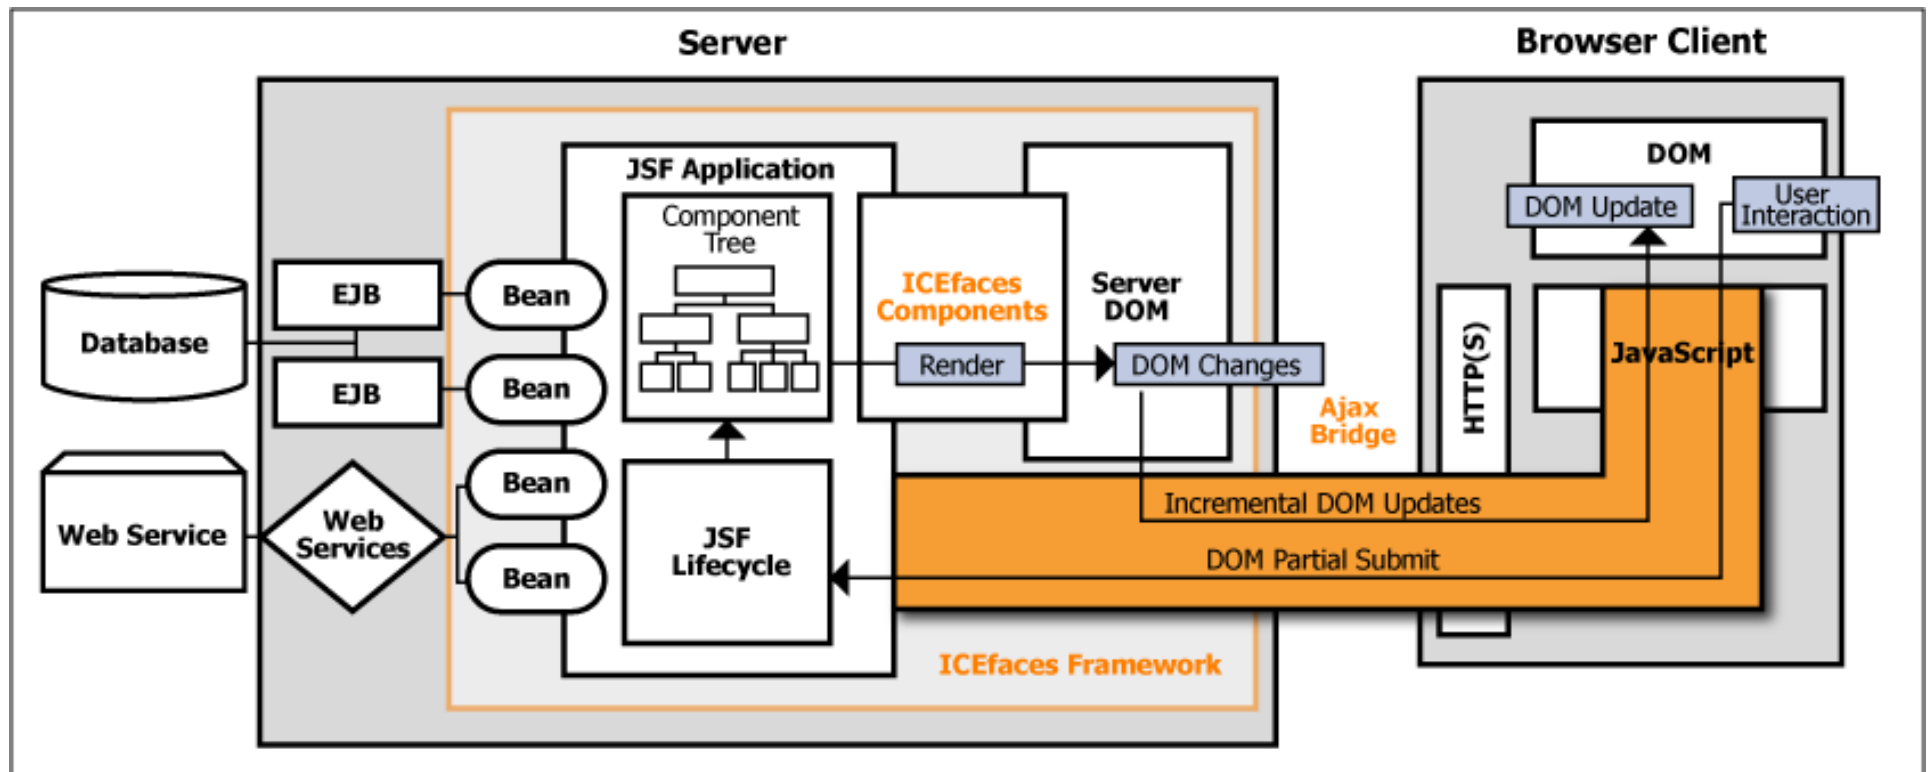 Server
Browser Client
JSF Application
Component
Tree
DOM
DOM Update
User
Interaction
EJB
Bean
ICEfaces
Components
Server
DOM
Database
EJB
Bean
Render
DOM Changes
HTTP(S)
JavaScript
Ajax
Bridge
Web Service
Web
Services
Bean
Bean
JSF
Lifecycle
Incremental DOM Updates
DOM Partial Submit
ICEfaces Framework